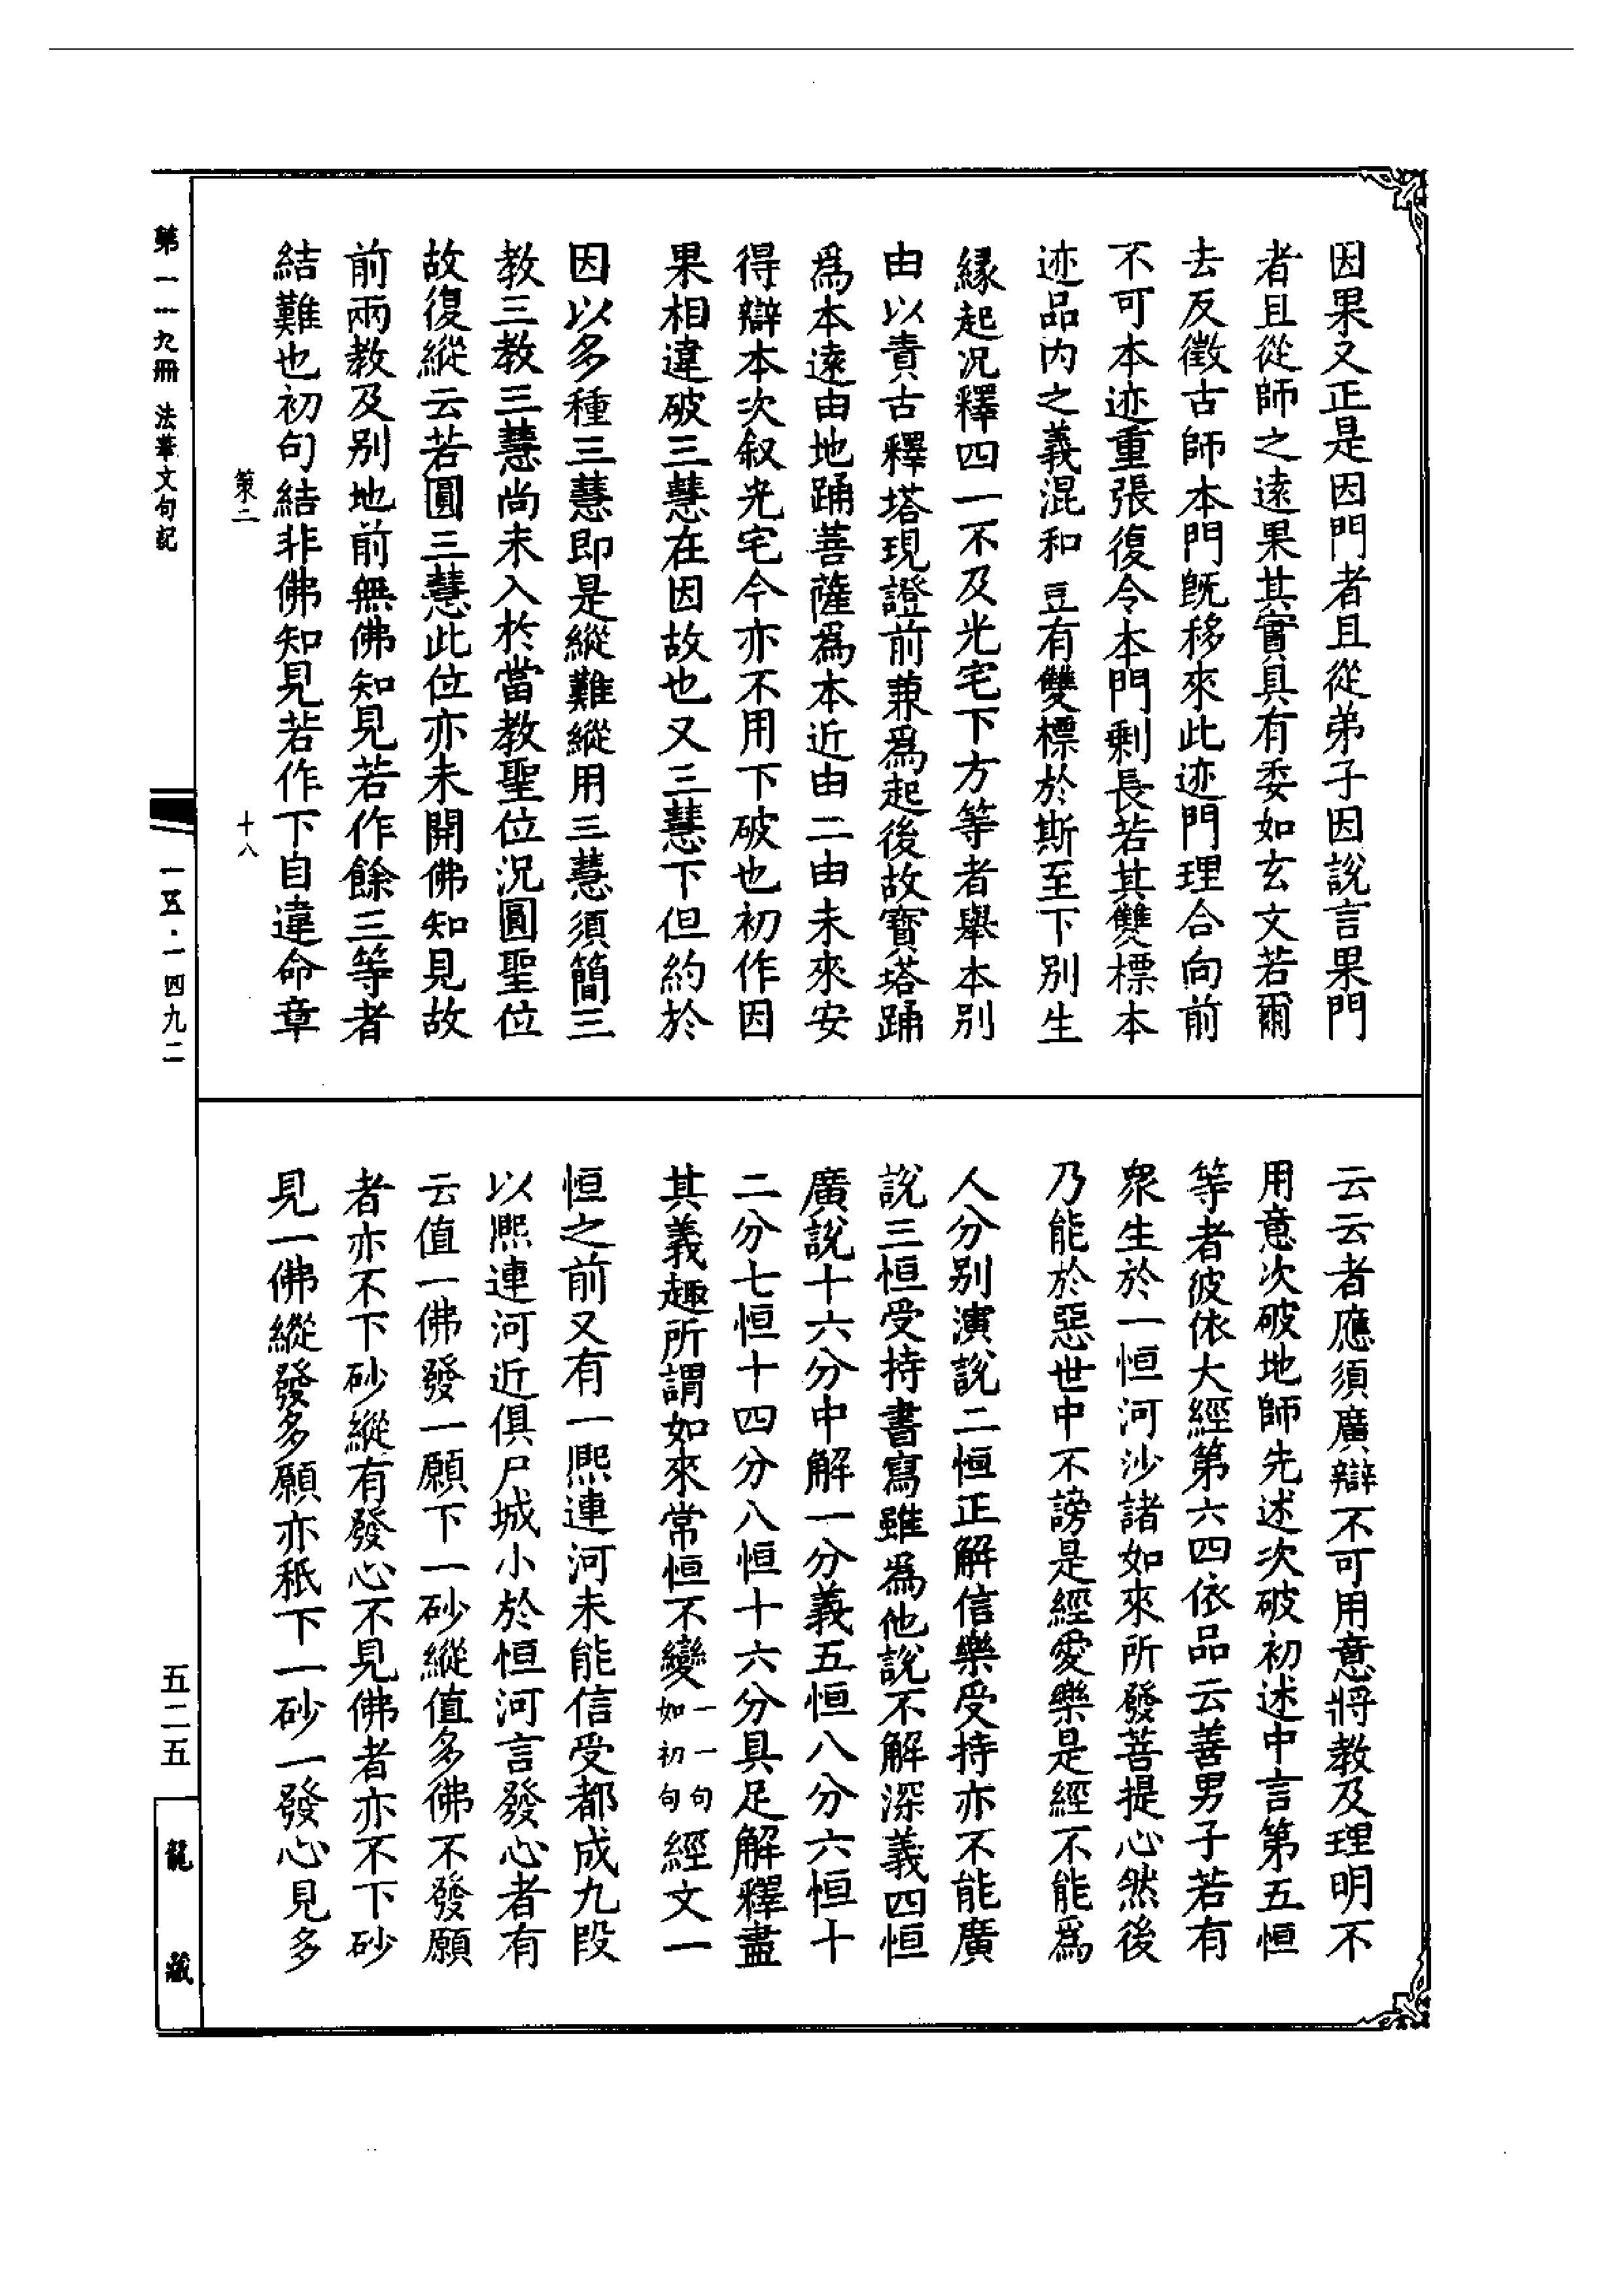 因果又正是因門者且從弟子因說言果門
者且從師之遠果其實具有委如玄文若爾
去反徵古師本門旣移來此迹門理合向前
不可本迹重張復令本門剩長若其雙標本
迹品內之義混和豆有雙標於斯至下別生
緣起況釋四一不及光宅下方等者舉本別
由以責古釋塔現證前兼爲起後故寶塔踊
爲本遠由地踊菩薩爲本近由二由未來安
得辯本次叙光宅今亦不用下破也初作因
果相違破三慧在因故也又三慧下但約於
因以多種三慧即是縱難縱用三慧須簡三
教三教三慧尚未入於當教聖位況圓聖位
故復縱云若圓三慧此位亦未開佛知見故
前兩教及別地前無佛知見若作餘三等者
結難也初句結非佛知見若作下自違命章
策二
十八
云云者應須廣辯不可用意將教及理明不
用意次破地師先述次破初述中言第五恒
等者彼依大經第六四依品云善男子若有
衆生於一恒河沙諸如來所發菩提心然後
乃能於惡世中不謗是經愛樂是經不能爲
人分別演說二恒正解信樂受持亦不能廣
說三恒受持書寫雖爲他說不解深義四恒
廣說十六分中解一分義五恒八分六恒十
二分七恒十四分八恒十六分具足解釋盡
其義趣所謂如來常恒不變一一句如初句經文一
恒之前又有一熈連河未能信受都成九段
以熈連河近俱尸城小於恒河言發心者有
云值一佛發一願下一砂縱值多佛不發願
者亦不下砂縱有發心不見佛者亦不下砂
見一佛縱發多願亦秖下一砂一發心見多
第一一九冊 法華文句記
一五·一四九二
五二五
龍藏